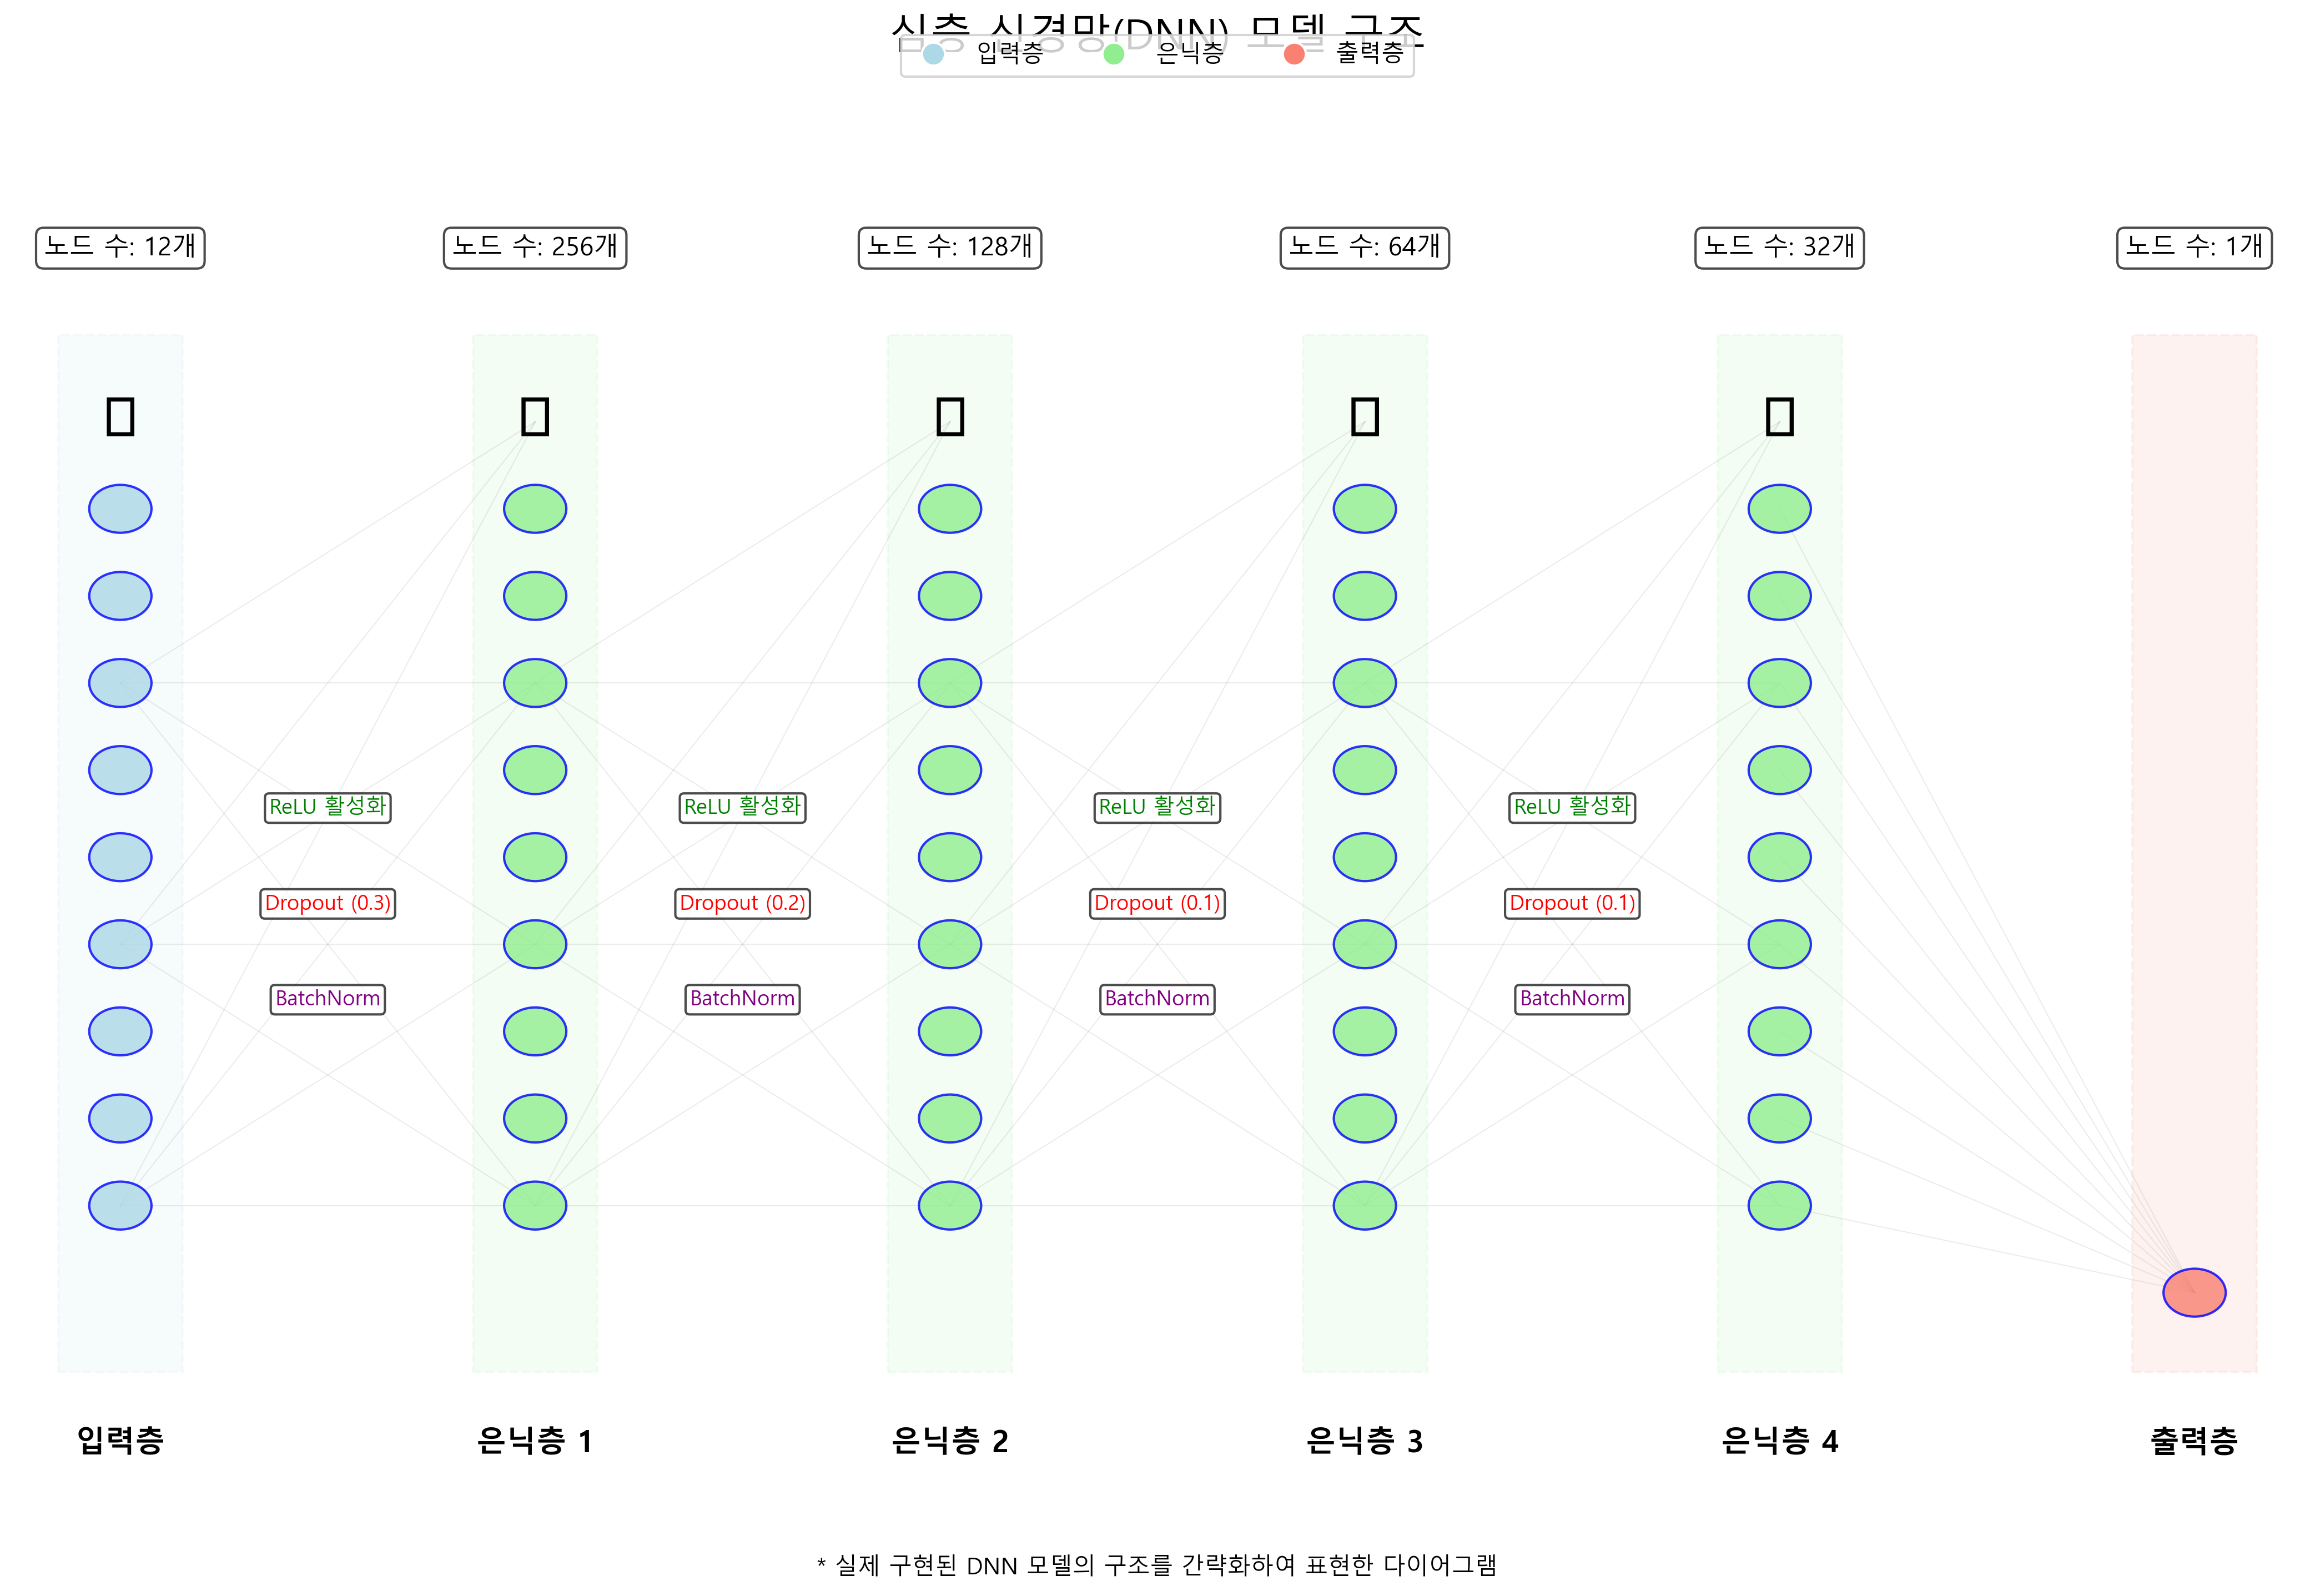 심층 신경망(DNN) 모델 구조
입력층 은닉층 출력층
노드 수: 12개 노드 수: 256개 노드 수: 128개 노드 수: 64개 노드 수: 32개 노드 수: 1개
ReLU 활성화 ReLU 활성화 ReLU 활성화 ReLU 활성화
Dropout (0.3) Dropout (0.2) Dropout (0.1) Dropout (0.1)
BatchNorm BatchNorm BatchNorm BatchNorm
입력층 은닉층 1 은닉층 2 은닉층 3 은닉층 4 출력층
* 실제 구현된 DNN 모델의 구조를 간략화하여 표현한 다이어그램